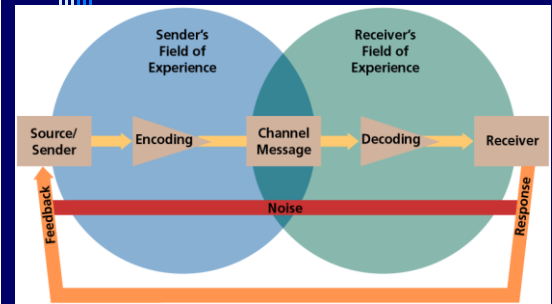 Sender's
Field of
Experience
Receiver's
Field of
Experience
Source/
Sender
Encoding
Channel
Message
Decoding
Receiver
Noise
Feedback
Response